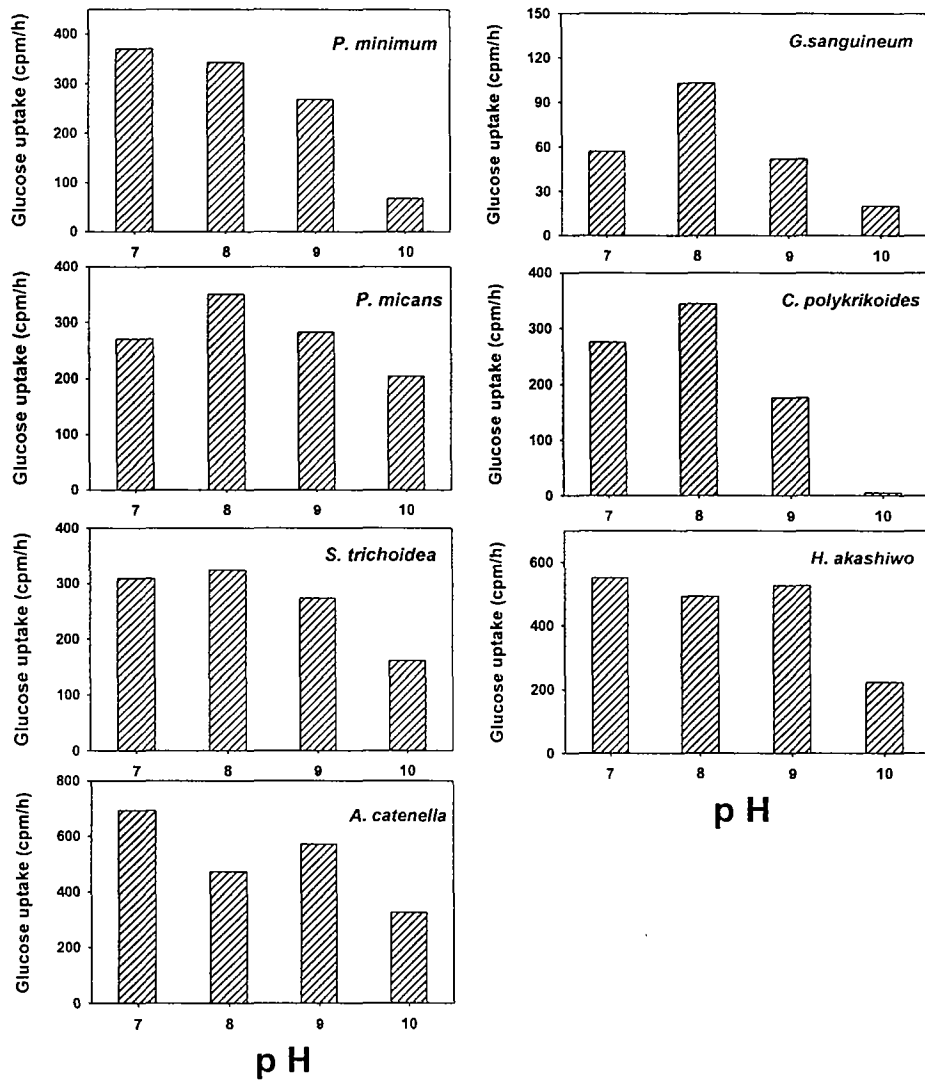 P. minimum
Glucose uptake (cpm/h)
400
300
200
100
0
7 8 9 10
P. micans
Glucose uptake (cpm/h)
400
300
200
100
0
7 8 9 10
S. trichoidea
Glucose uptake (cpm/h)
400
300
200
100
0
7 8 9 10
A. catenella
Glucose uptake (cpm/h)
800
600
400
200
0
7 8 9 10
p H
G.sanguineum
Glucose uptake (cpm/h)
150
120
90
60
30
0
7 8 9 10
C. polykrikoides
Glucose uptake (cpm/h)
400
300
200
100
0
7 8 9 10
H. akashiwo
Glucose uptake (cpm/h)
600
400
200
0
7 8 9 10
p H